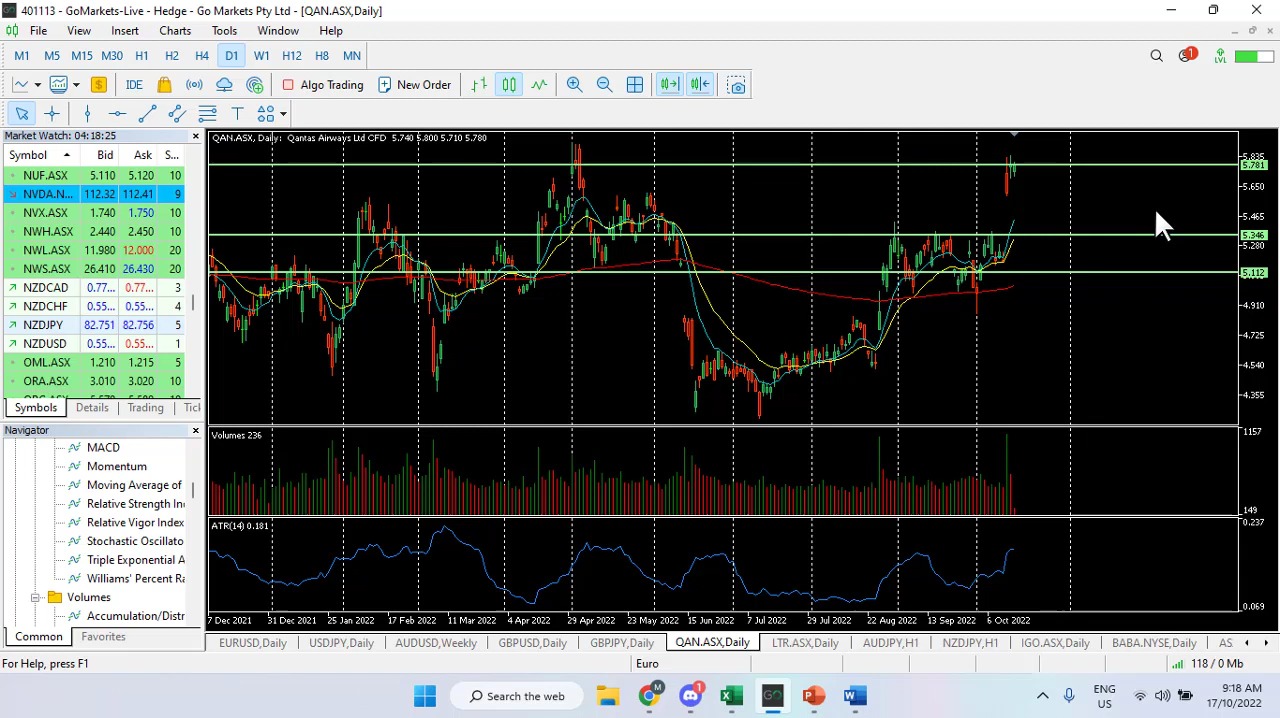 401113 - GoMarkets-Live - Hedge - Go Markets Pty Ltd - [QAN.ASX,Daily]
File View Insert Charts Tools Window Help
M1 M5 M15 M30 H1 H2 H4 D1 W1 H12 H8 MN
1 LVL
$ IDE Algo Trading New Order
T
Market Watch: 04:18:25
Symbol Bid Ask S...
NUF.ASX 5.110 5.120 10
NVDA.N... 112.32 112.41 9
NVX.ASX 1.740 1.750 10
NWH.ASX 2.440 2.450 10
NWL.ASX 11.980 12.000 20
NWS.ASX 26.410 26.430 20
NZDCAD 0.77... 0.77... 3
NZDCHF 0.55... 0.55... 4
NZDJPY 82.751 82.756 5
NZDUSD 0.55... 0.55... 1
OML.ASX 1.210 1.215 10
ORA.ASX 3.010 3.020 10
Symbols Details Trading Tick
Navigator
MACD
Momentum
Moving Average of
Relative Strength In
Relative Vigor Index
Stochastic Oscillato
Triple Exponential A
Williams' Percent Ra
Volumes
Accumulation/Distr
Common Favorites
QAN.ASX, Daily: Qantas Airways Ltd CFD 5.740 5.800 5.710 5.780
5.835
5.781
5.650
5.465
5.346
5.280
5.112
4.910
4.725
4.540
4.355
Volumes 236
1157
149
ATR(14) 0.181
0.237
0.069
7 Dec 2021 31 Dec 2021 25 Jan 2022 17 Feb 2022 11 Mar 2022 4 Apr 2022 29 Apr 2022 23 May 2022 15 Jun 2022 7 Jul 2022 29 Jul 2022 22 Aug 2022 13 Sep 2022 6 Oct 2022
EURUSD,Daily USDJPY,Daily AUDUSD,Weekly GBPUSD,Daily GBPJPY,Daily QAN.ASX,Daily LTR.ASX,Daily AUDJPY,H1 NZDJPY,H1 IGO.ASX,Daily BABA.NYSE,Daily AS
For Help, press F1 Euro 118 / 0 Mb
Search the web M 1 GO
ENG
US
9:18 AM
17/10/2022